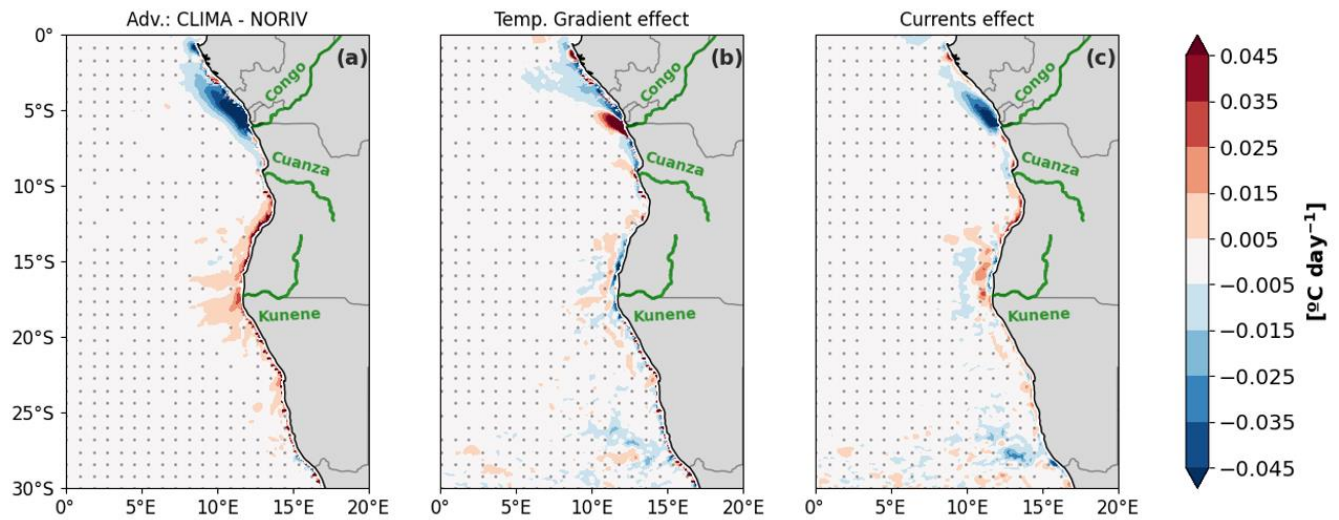 Adv.: CLIMA - NORIV
Temp. Gradient effect
Currents effect
0°
5°S
10°S
15°S
20°S
25°S
30°S
(a)
Congo
Cuanza
Kunene
(b)
Congo
Cuanza
Kunene
(c)
Congo
Cuanza
Kunene
0° 5°E 10°E 15°E 20°E
0° 5°E 10°E 15°E 20°E
0° 5°E 10°E 15°E 20°E
0.045
0.035
0.025
0.015
0.005
−0.005
−0.015
−0.025
−0.035
−0.045
[ºC day⁻¹]